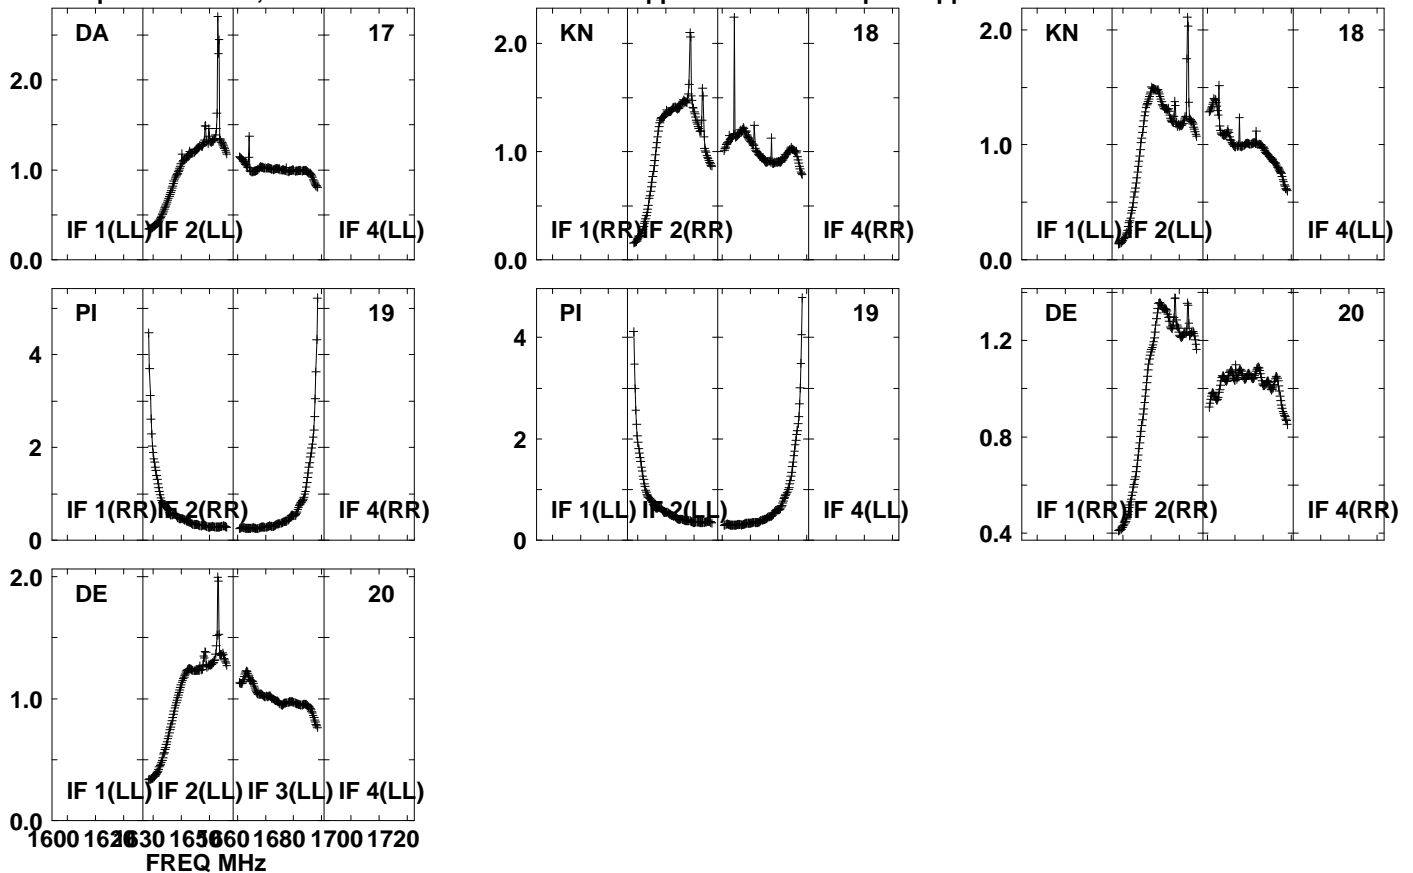 DA 17 KN 18 KN 18
2.0 2.0 2.0
1.0 1.0 1.0
IF 1(LL) IF 2(LL) IF 4(LL) IF 1(RR) IF 2(RR) IF 4(RR) IF 1(LL) IF 2(LL) IF 4(LL)
0.0 0.0 0.0
PI 19 PI 19 DE 20
4 4 1.2
2 2 0.8
IF 1(RR) IF 2(RR) IF 4(RR) IF 1(LL) IF 2(LL) IF 4(LL) IF 1(RR) IF 2(RR) IF 4(RR)
0 0 0.4
2.0 DE 20
1.0
IF 1(LL) IF 2(LL) IF 3(LL) IF 4(LL)
0.0
1600 1620 1630 1650 1660 1680 1700 1720
FREQ MHz